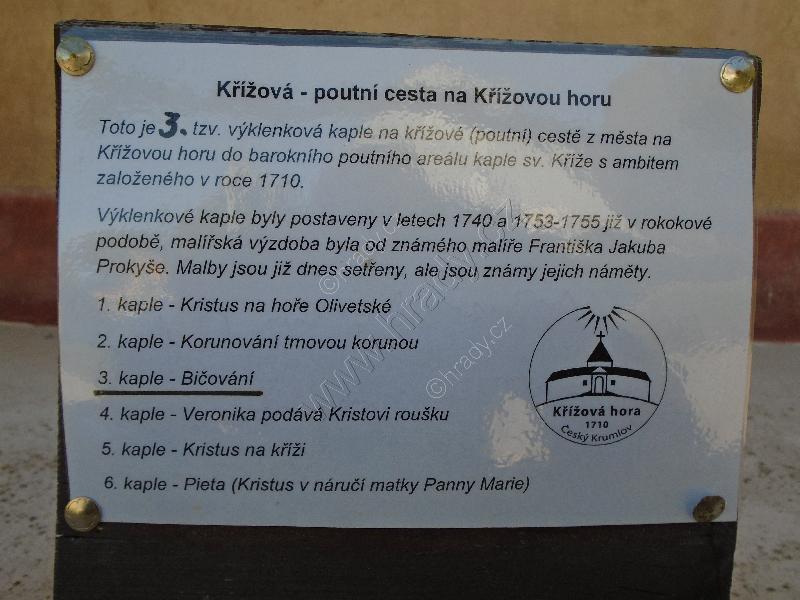 Křížová - poutní cesta na Křížovou horu
Toto je 3. tzv. výklenková kaple na křížové (poutní) cestě z města na
Křížovou horu do barokního poutního areálu kaple sv. Kříže s ambitem
založeného v roce 1710.
Výklenkové kaple byly postaveny v letech 1740 a 1753-1755 již v rokokové
podobě, malířská výzdoba byla od známého malíře Františka Jakuba
Prokyše. Malby jsou již dnes setřeny, ale jsou známy jejich náměty.
1. kaple - Kristus na hoře Olivetské
2. kaple - Korunování trnovou korunou
3. kaple - Bičování
4. kaple - Veronika podává Kristovi roušku
5. kaple - Kristus na kříži
6. kaple - Pieta (Kristus v náručí matky Panny Marie)
Křížová hora
1710
Český Krumlov
©hrady.cz
www.hrady.cz
©hrady.cz